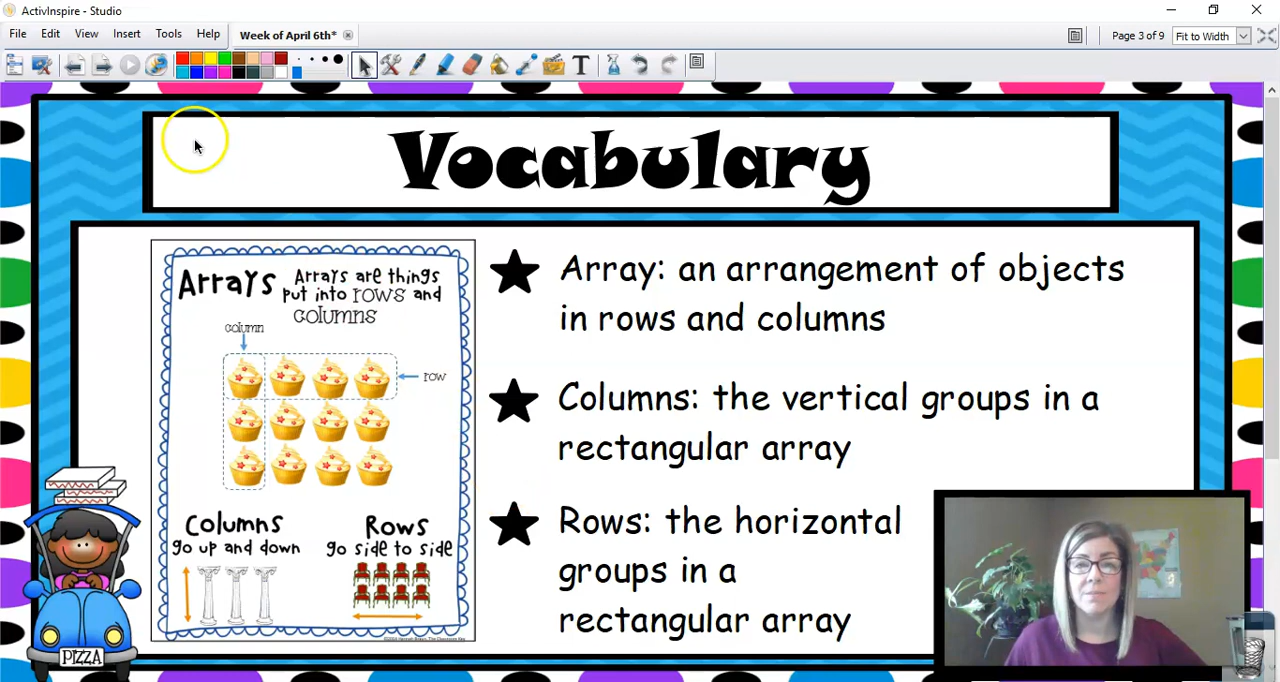 ActivInspire - Studio
File Edit View Insert Tools Help
Week of April 6th*
Page 3 of 9
Fit to Width
Vocabulary
Arrays
Arrays are things
put into rows and
columns
column
row
Columns
go up and down
Rows
go side to side
Array: an arrangement of objects
in rows and columns
Columns: the vertical groups in a
rectangular array
Rows: the horizontal
groups in a
rectangular array
PIZZA